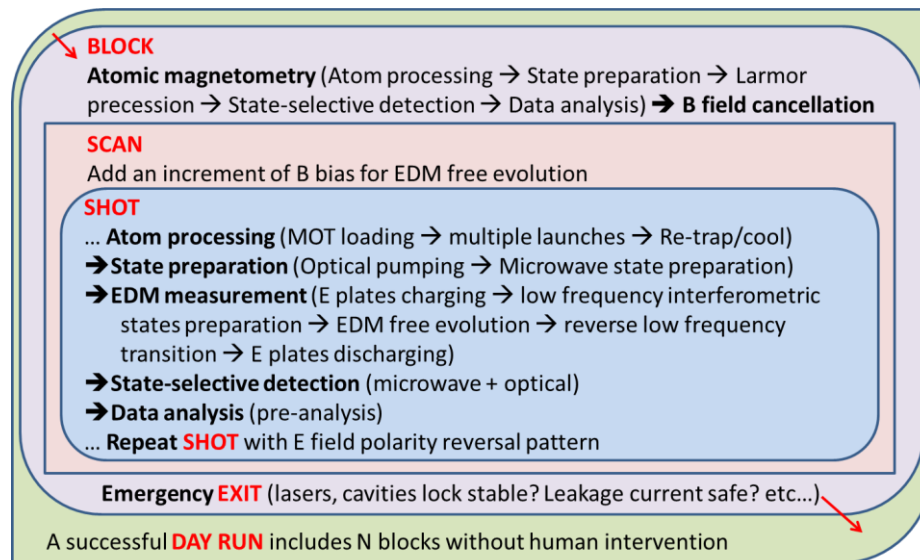 BLOCK
Atomic magnetometry (Atom processing → State preparation → Larmor
precession → State-selective detection → Data analysis) ➔ B field cancellation
SCAN
Add an increment of B bias for EDM free evolution
SHOT
... Atom processing (MOT loading → multiple launches → Re-trap/cool)
➔State preparation (Optical pumping → Microwave state preparation)
➔EDM measurement (E plates charging → low frequency interferometric
states preparation → EDM free evolution → reverse low frequency
transition → E plates discharging)
➔State-selective detection (microwave + optical)
➔Data analysis (pre-analysis)
... Repeat SHOT with E field polarity reversal pattern
Emergency EXIT (lasers, cavities lock stable? Leakage current safe? etc...)
A successful DAY RUN includes N blocks without human intervention